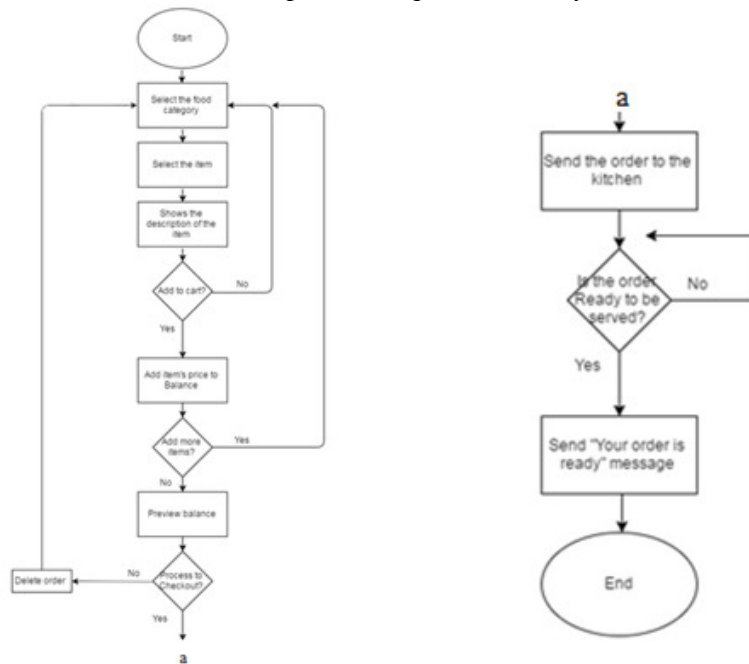 Start
Select the food
category
Select the item
Shows the
description of the
item
Add to cart?
No
Yes
Add item's price to
Balance
Add more
items?
Yes
No
Preview balance
Process to
Checkout?
No
Delete order
Yes
a
a
Send the order to the
kitchen
Is the order
Ready to be
served?
No
Yes
Send "Your order is
ready" message
End